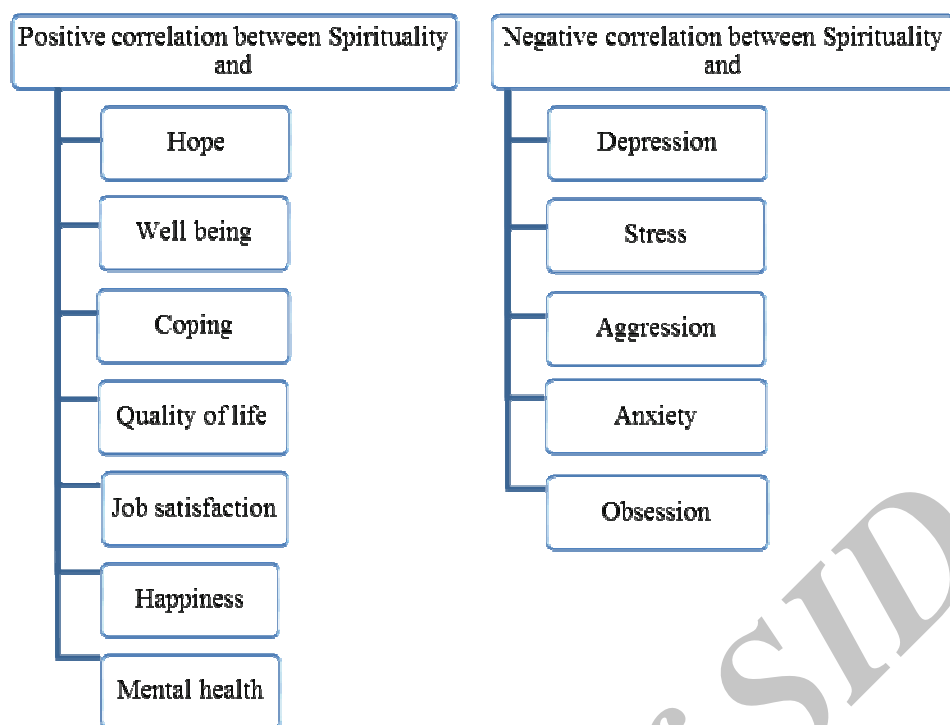 Positive correlation between Spirituality
and
Hope
Well being
Coping
Quality of life
Job satisfaction
Happiness
Mental health
Negative correlation between Spirituality
and
Depression
Stress
Aggression
Anxiety
Obsession
SID